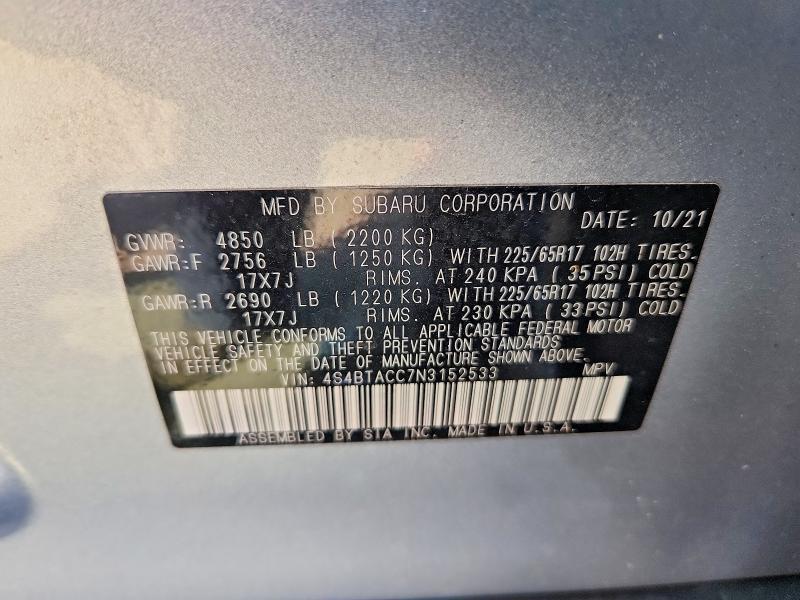 MFD BY SUBARU CORPORATION
DATE: 10/21
GVWR: 4850 LB (2200 KG)
GAWR:F 2756 LB (1250 KG) WITH 225/65R17 102H TIRES.
17X7J RIMS. AT 240 KPA (35 PSI) COLD
GAWR:R 2690 LB (1220 KG) WITH 225/65R17 102H TIRES.
17X7J RIMS. AT 230 KPA (33 PSI) COLD
THIS VEHICLE CONFORMS TO ALL APPLICABLE FEDERAL MOTOR
VEHICLE SAFETY AND THEFT PREVENTION STANDARDS
IN EFFECT ON THE DATE OF MANUFACTURE SHOWN ABOVE.
VIN: 4S4BTACC7N3152533 MPV
ASSEMBLED BY SIA INC. MADE IN U.S.A.